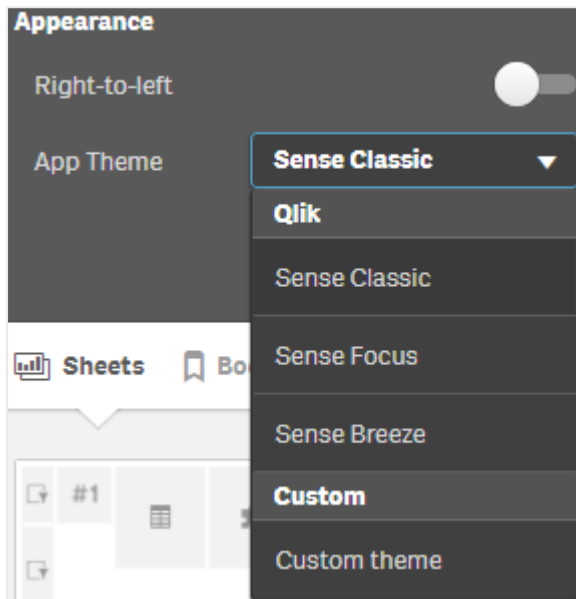 Appearance
Right-to-left
App Theme
Sense Classic
Qlik
Sense Classic
Sense Focus
Sense Breeze
Custom
Custom theme
Sheets
#1